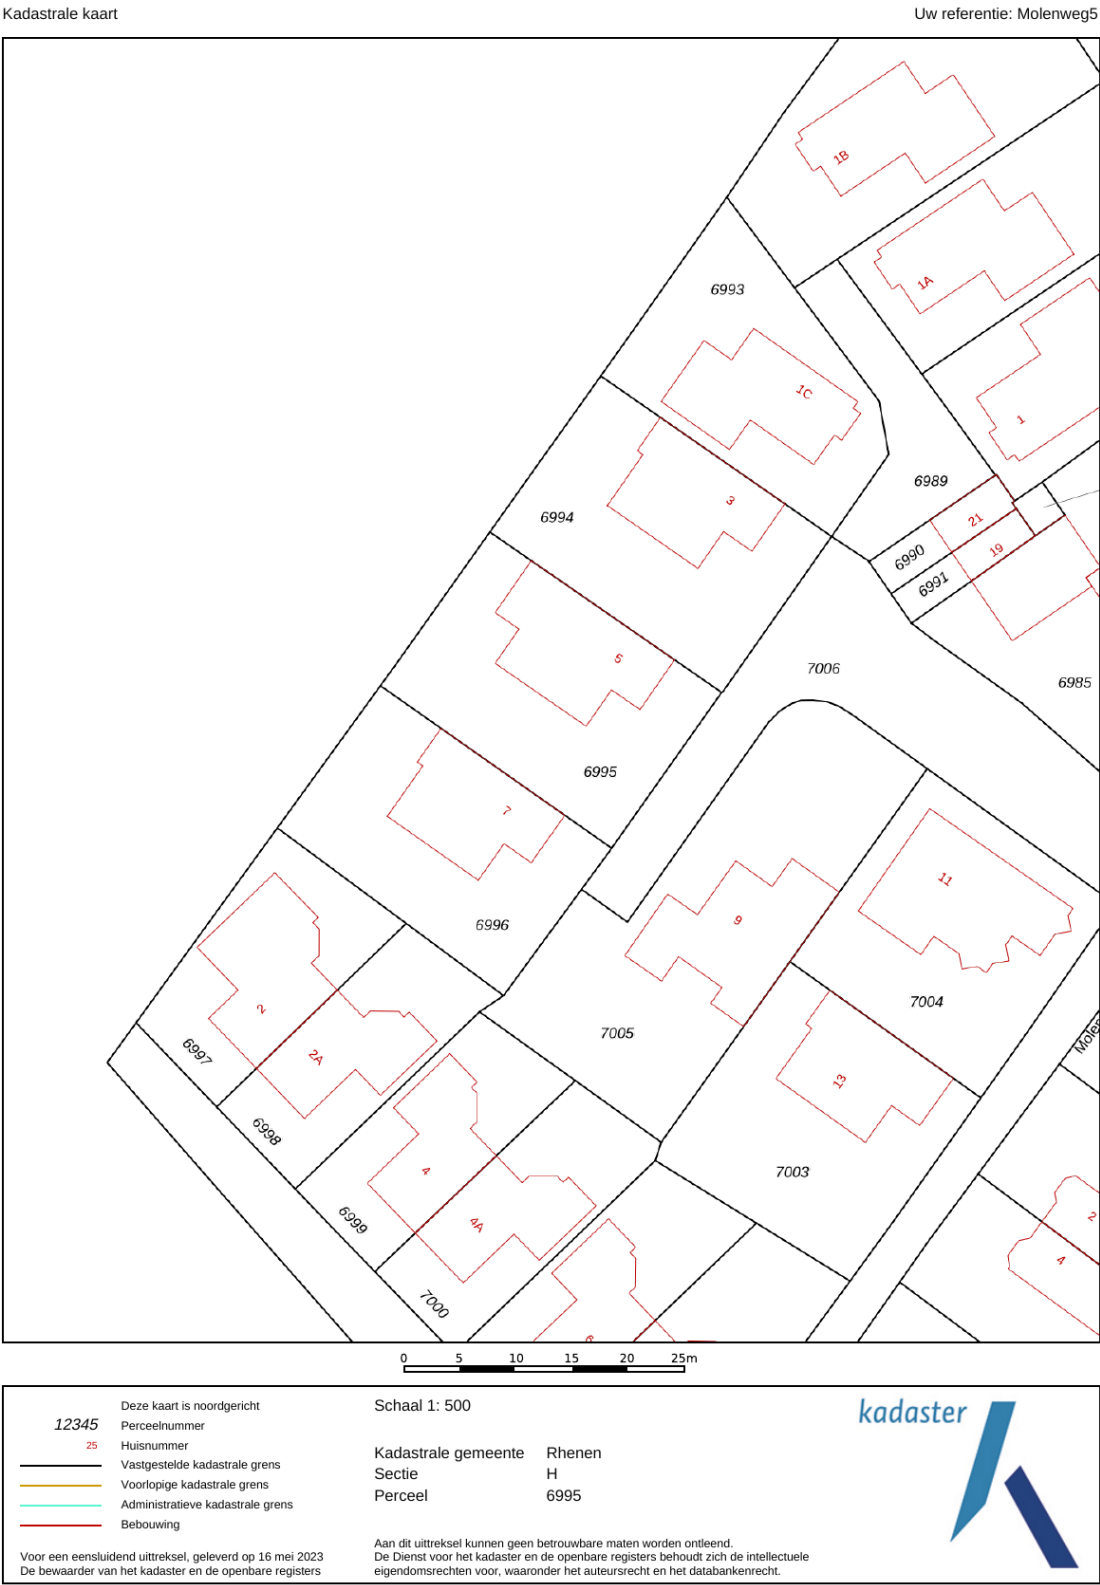 Kadastrale kaart
Uw referentie: Molenweg5
1B
1A
6993
1C
1
3
6989
6994
21
19
6990
6991
5
7006
6985
6995
7
11
9
6996
7004
2
7005
6997
2A
13
6998
4
7003
6999
4A
7000
2
4
6
0 5 10 15 20 25m
Deze kaart is noordgericht
12345 Perceelnummer
25 Huisnummer
Vastgestelde kadastrale grens
Voorlopige kadastrale grens
Administratieve kadastrale grens
Bebouwing
Voor een eensluidend uittreksel, geleverd op 16 mei 2023
De bewaarder van het kadaster en de openbare registers
Schaal 1: 500
Kadastrale gemeente Rhenen
Sectie H
Perceel 6995
Aan dit uittreksel kunnen geen betrouwbare maten worden ontleend.
De Dienst voor het kadaster en de openbare registers behoudt zich de intellectuele
eigendomsrechten voor, waaronder het auteursrecht en het databankenrecht.
kadaster